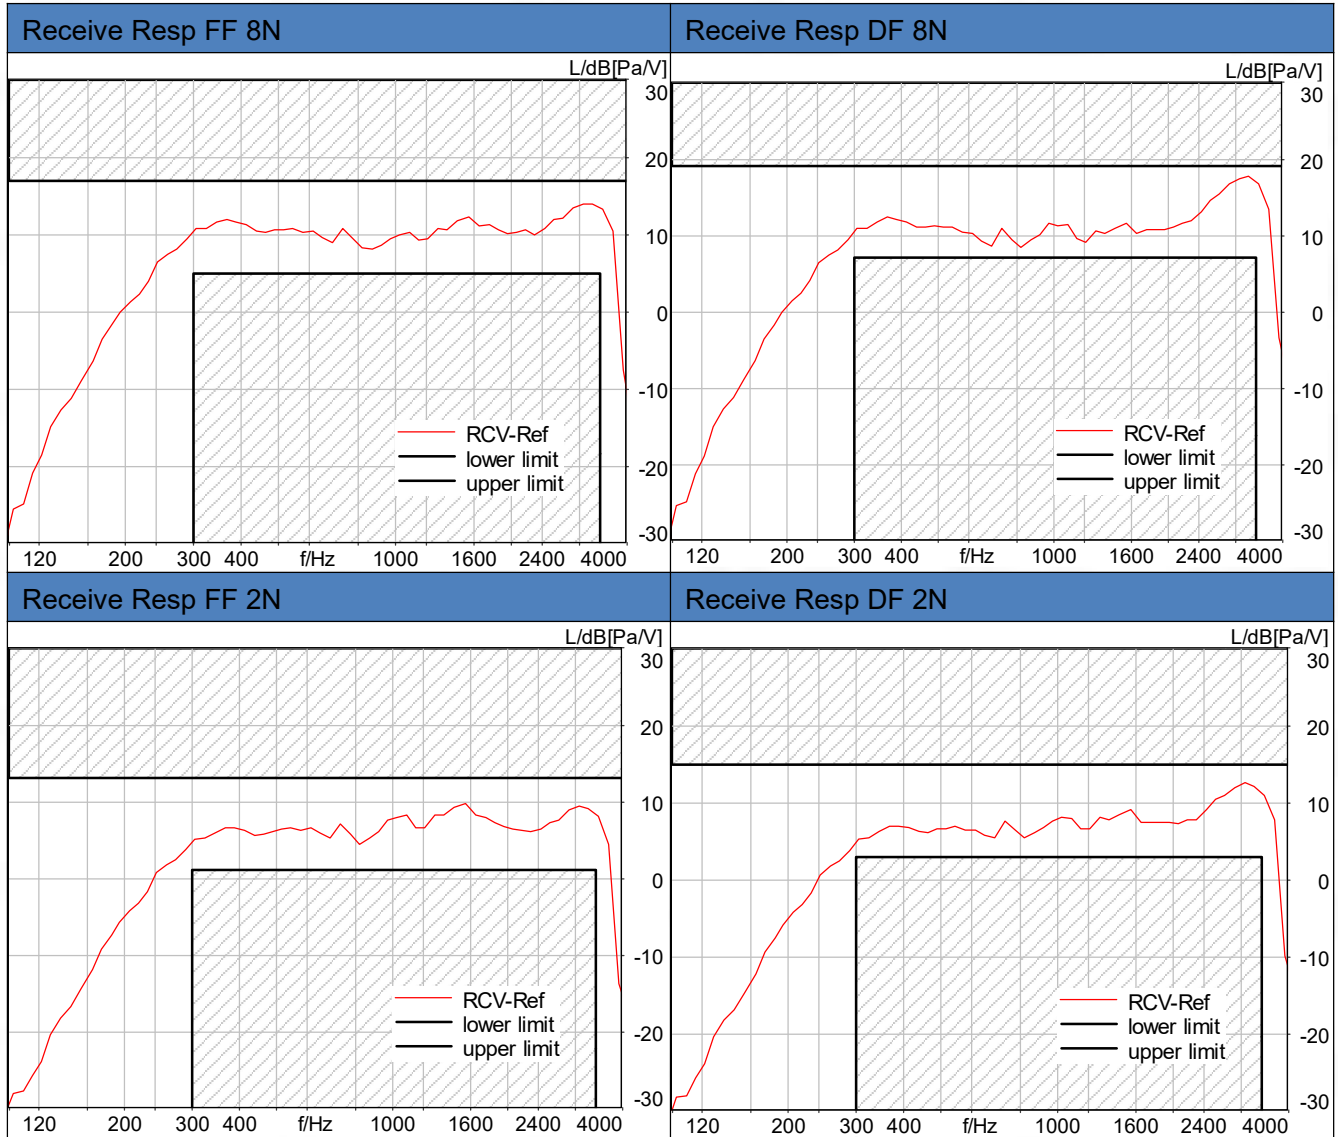 Receive Resp FF 8N
L/dB[Pa/V]
30
20
10
0
-10
-20
-30
RCV-Ref
lower limit
upper limit
120 200 300 400 f/Hz 1000 1600 2400 4000
Receive Resp DF 8N
L/dB[Pa/V]
30
20
10
0
-10
-20
-30
RCV-Ref
lower limit
upper limit
120 200 300 400 f/Hz 1000 1600 2400 4000
Receive Resp FF 2N
L/dB[Pa/V]
30
20
10
0
-10
-20
-30
RCV-Ref
lower limit
upper limit
120 200 300 400 f/Hz 1000 1600 2400 4000
Receive Resp DF 2N
L/dB[Pa/V]
30
20
10
0
-10
-20
-30
RCV-Ref
lower limit
upper limit
120 200 300 400 f/Hz 1000 1600 2400 4000